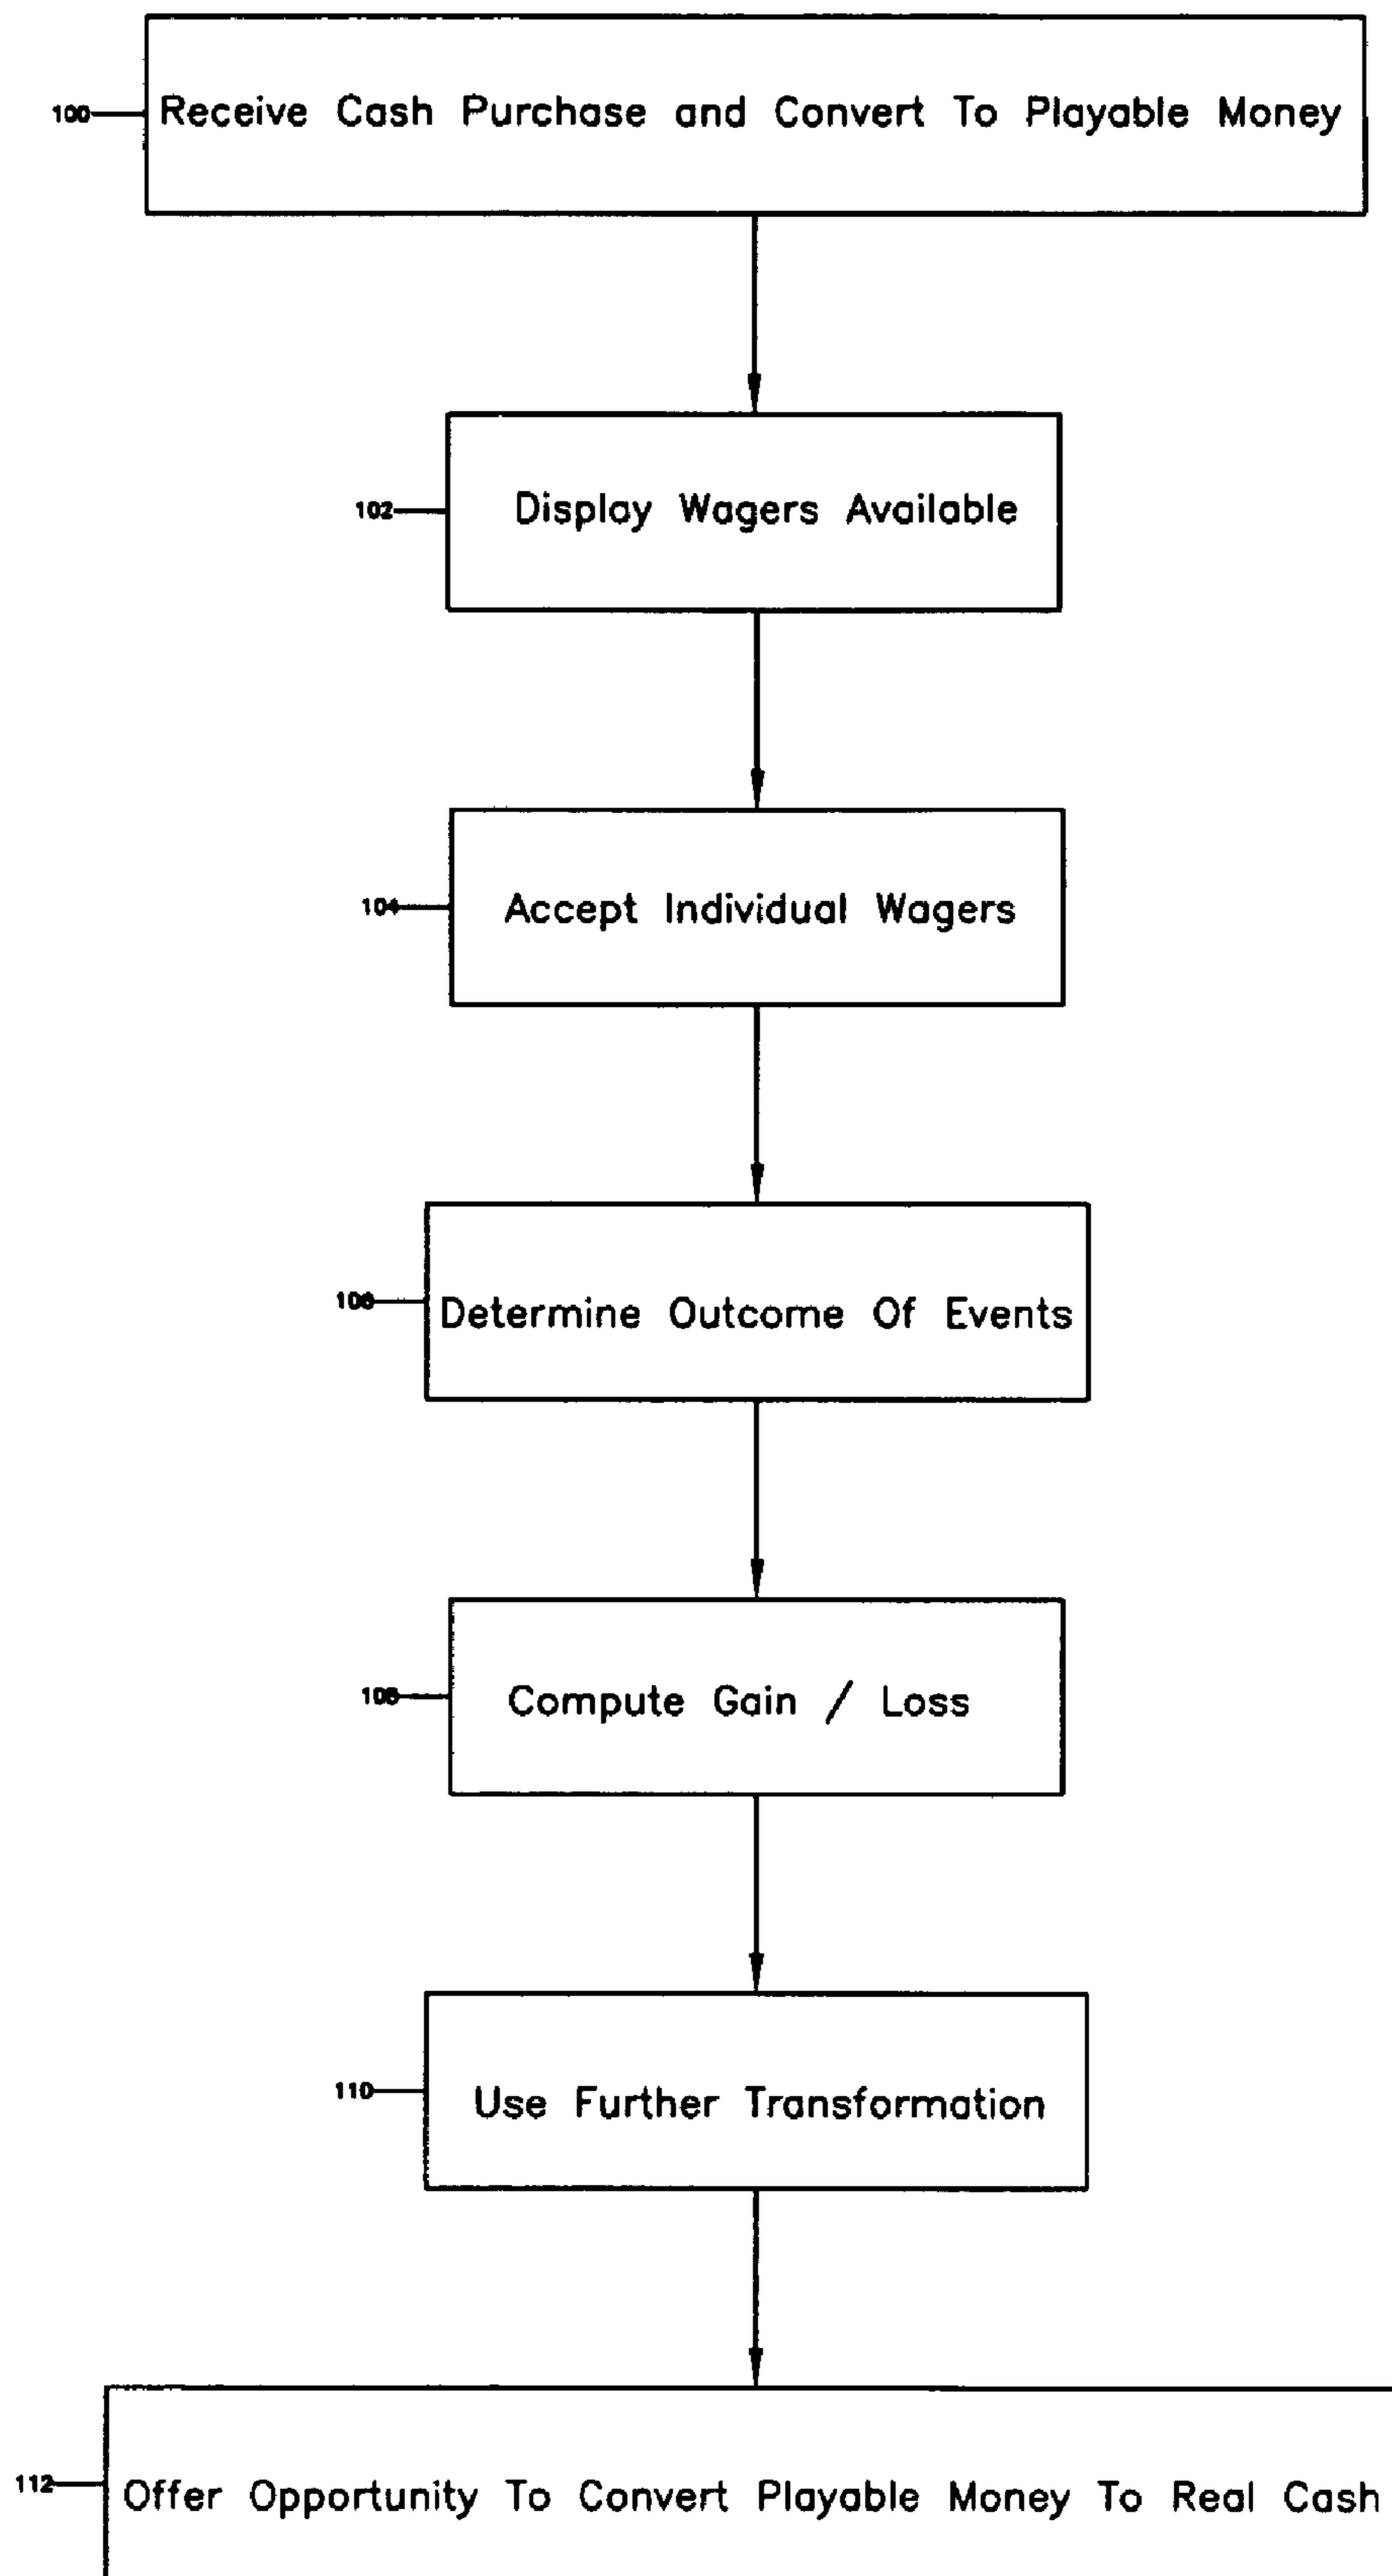 100 Receive Cash Purchase and Convert To Playable Money
102 Display Wagers Available
104 Accept Individual Wagers
106 Determine Outcome Of Events
108 Compute Gain / Loss
110 Use Further Transformation
112 Offer Opportunity To Convert Playable Money To Real Cash